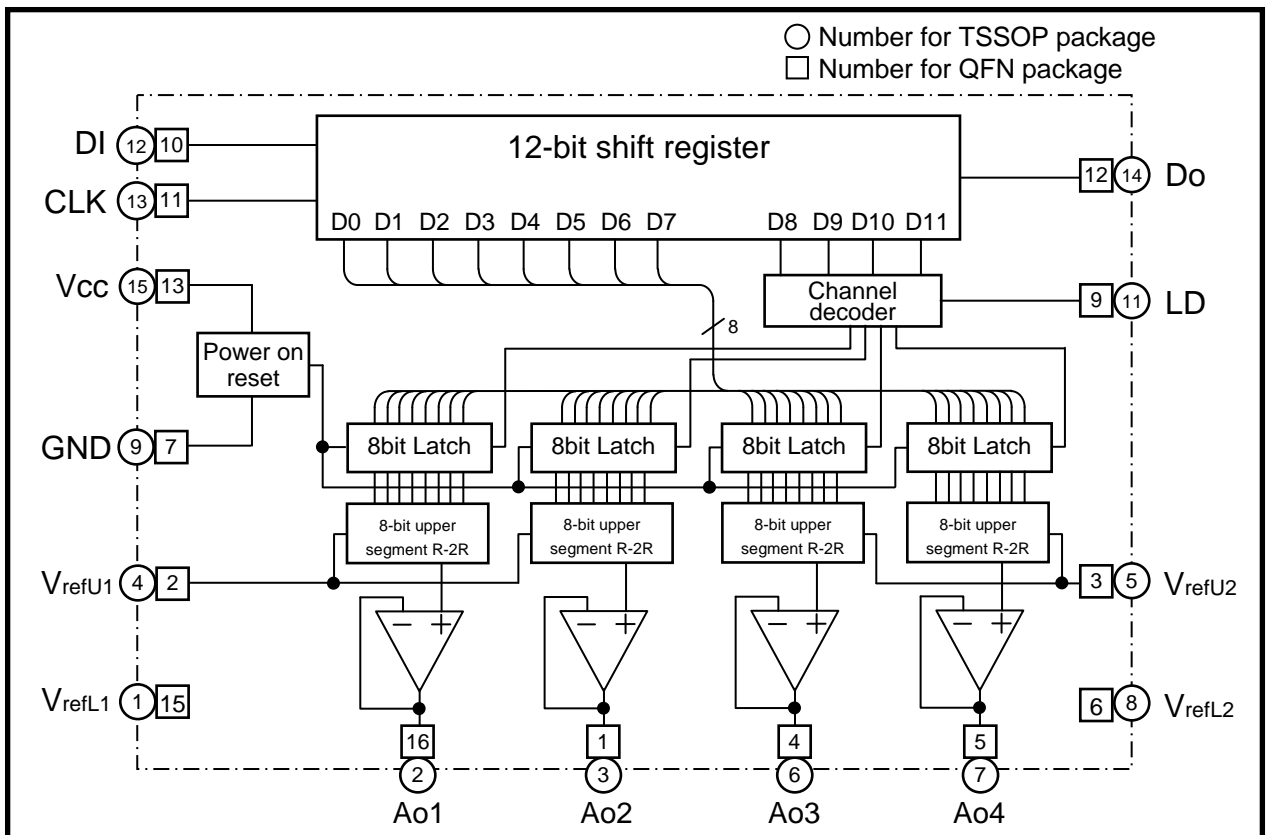 Number for TSSOP package
Number for QFN package
12-bit shift register
DI 12 10
12 14 Do
CLK 13 11
D0 D1 D2 D3 D4 D5 D6 D7 D8 D9 D10 D11
Vcc 15 13
Channel
decoder
9 11 LD
8
Power on
reset
GND 9 7
8bit Latch 8bit Latch 8bit Latch 8bit Latch
8-bit upper
segment R-2R
8-bit upper
segment R-2R
8-bit upper
segment R-2R
8-bit upper
segment R-2R
VrefU1 4 2
3 5 VrefU2
− + − + − + − +
VrefL1 1 15
6 8 VrefL2
16 1 4 5
2 3 6 7
Ao1 Ao2 Ao3 Ao4